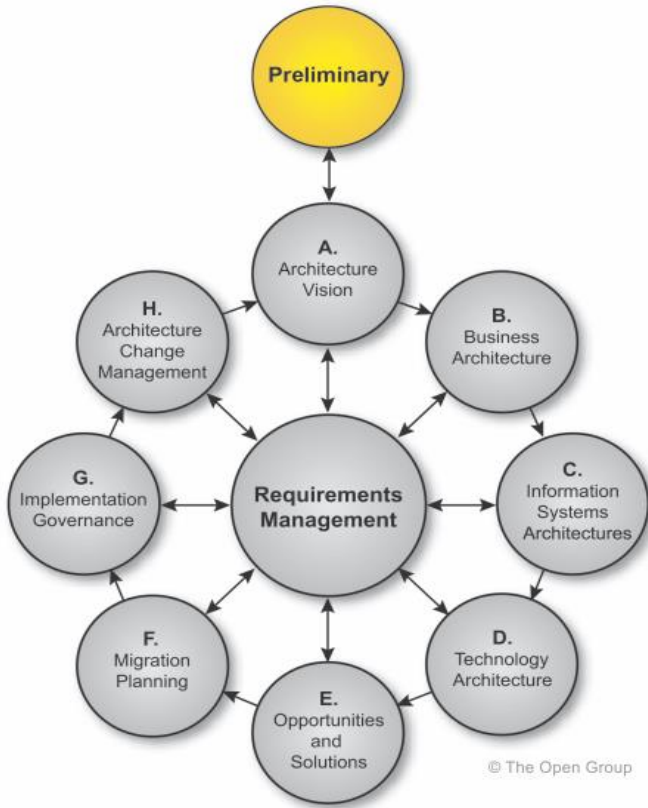 Preliminary
A.
Architecture
Vision
B.
Business
Architecture
C.
Information
Systems
Architectures
D.
Technology
Architecture
E.
Opportunities
and
Solutions
F.
Migration
Planning
G.
Implementation
Governance
H.
Architecture
Change
Management
Requirements
Management
© The Open Group